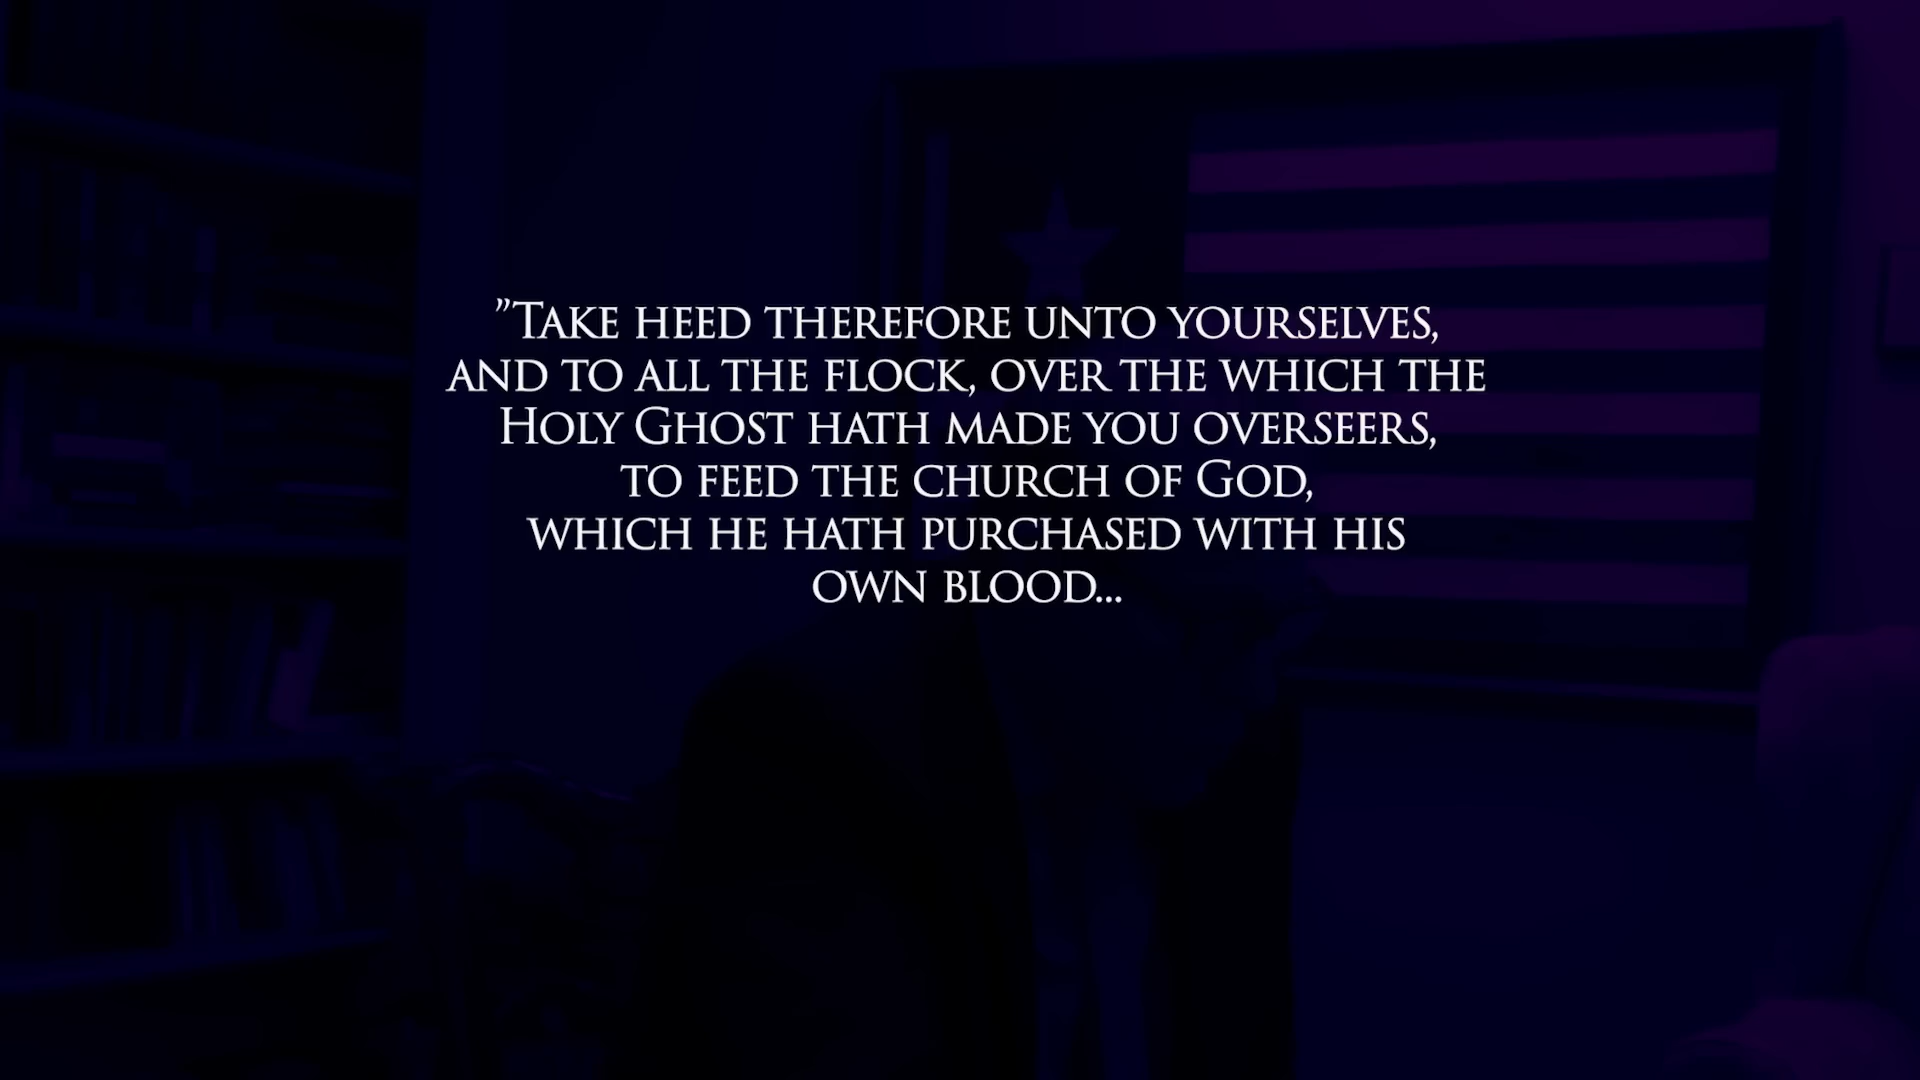 ”Take heed therefore unto yourselves,
and to all the flock, over the which the
Holy Ghost hath made you overseers,
to feed the church of God,
which he hath purchased with his
own blood...